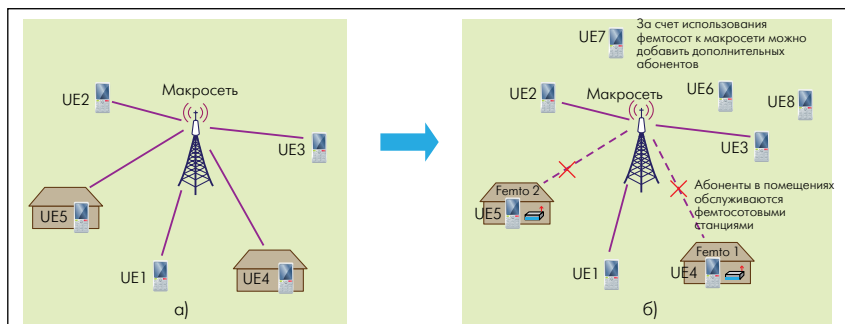 UE2
Макросеть
UE3
UE5
UE1
UE4
а)
UE7
За счет использования
фемтосот к макросети можно
добавить дополнительных
абонентов
UE2
Макросеть
UE6
UE8
UE3
Femto 2
UE5
Абоненты в помещениях
обслуживаются
фемтосотовыми
станциями
UE1
Femto 1
UE4
б)